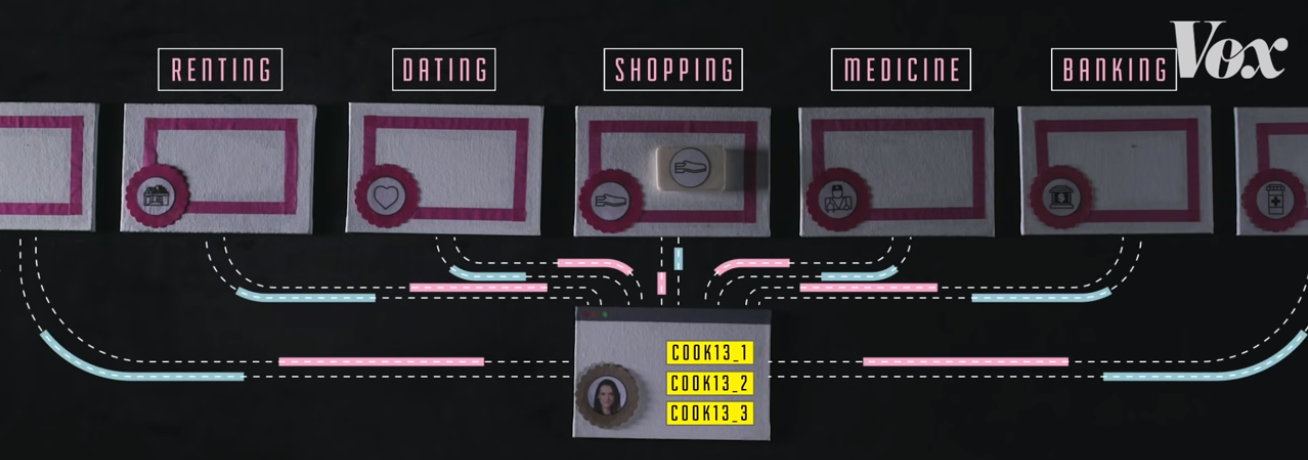 Vox
RENTING
DATING
SHOPPING
MEDICINE
BANKING
COOK13_1
COOK13_2
COOK13_3